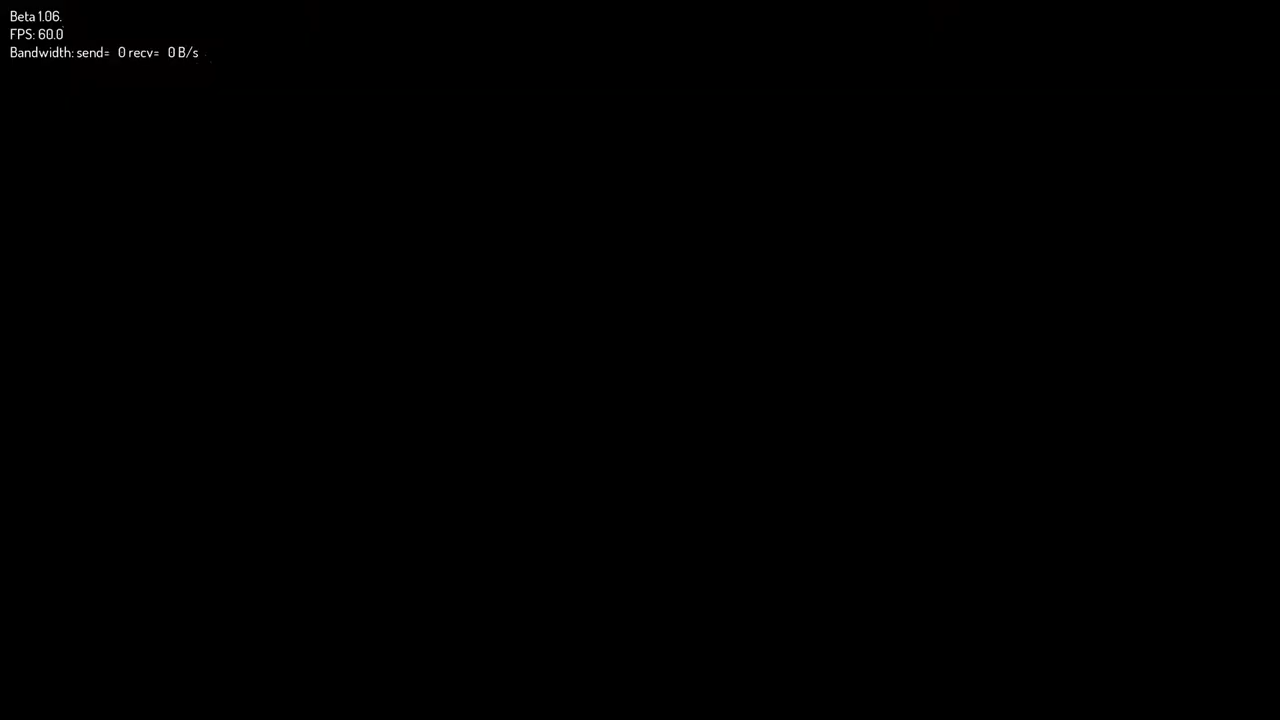 Beta 1.06.
FPS: 60.0
Bandwidth: send= 0 recv= 0 B/s